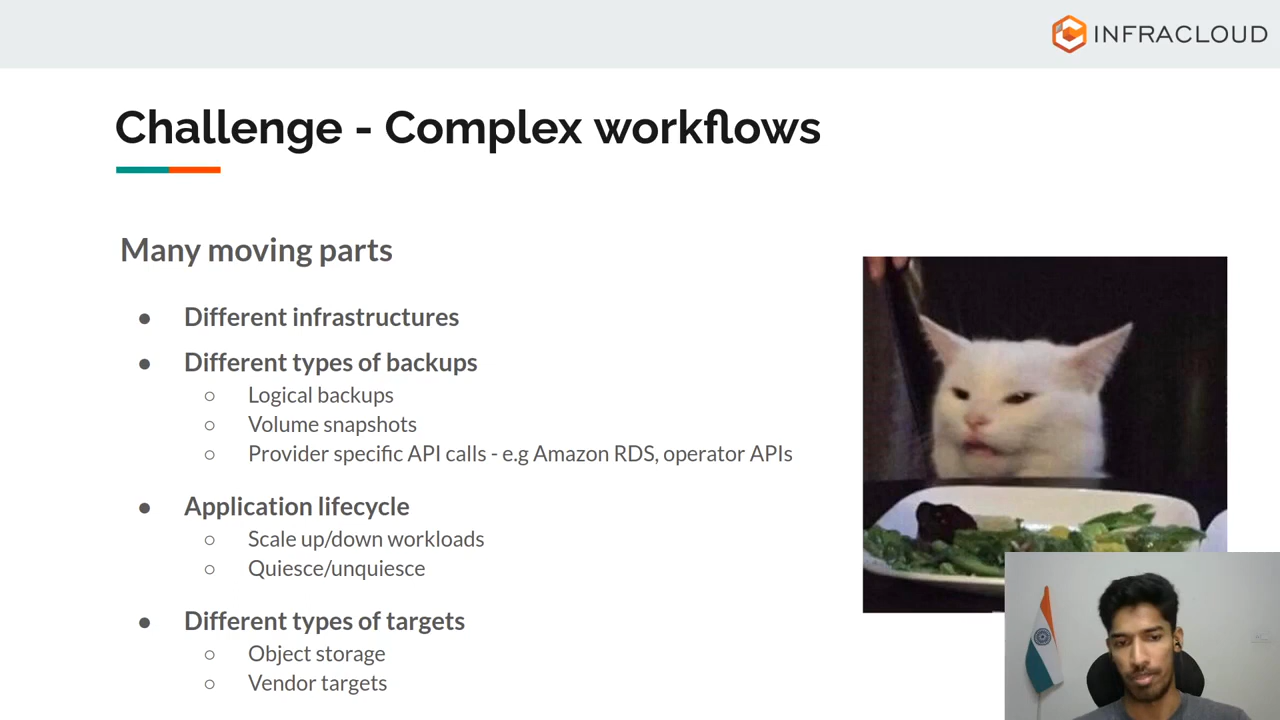 INFRACLOUD
Challenge - Complex workflows
Many moving parts
● Different infrastructures
● Different types of backups
○ Logical backups
○ Volume snapshots
○ Provider specific API calls - e.g Amazon RDS, operator APIs
● Application lifecycle
○ Scale up/down workloads
○ Quiesce/unquiesce
● Different types of targets
○ Object storage
○ Vendor targets